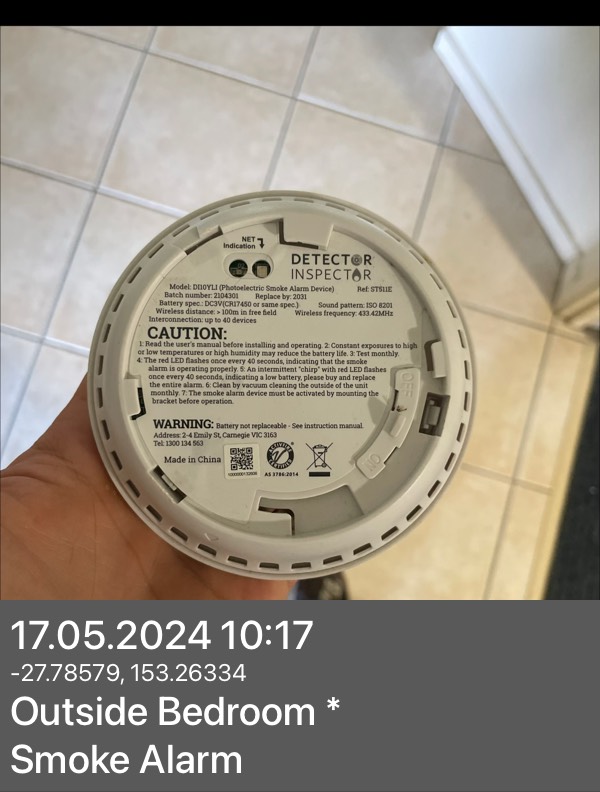 NET
Indication
DETECTOR
INSPECTOR
Model: DI10YLI (Photoelectric Smoke Alarm Device) Ref: ST511E
Batch number: 2104301 Replace by: 2031
Battery spec.: DC3V(CR17450 or same spec.) Sound pattern: ISO 8201
Wireless distance: > 100m in free field Wireless frequency: 433.42MHz
Interconnection: up to 40 devices
CAUTION:
1: Read the user's manual before installing and operating. 2: Constant exposures to high
or low temperatures or high humidity may reduce the battery life. 3: Test monthly.
4: The red LED flashes once every 40 seconds, indicating that the smoke
alarm is operating properly. 5: An intermittent "chirp" with red LED flashes
once every 40 seconds, indicating a low battery, please buy and replace
the entire alarm. 6: Clean by vacuum cleaning the outside of the unit
monthly. 7: The smoke alarm device must be activated by mounting the
bracket before operation.
OFF
ON
WARNING: Battery not replaceable - See instruction manual.
Address: 2-4 Emily St, Carnegie VIC 3163
Tel: 1300 134 563
Made in China
AS 3786:2014
17.05.2024 10:17
-27.78579, 153.26334
Outside Bedroom *
Smoke Alarm